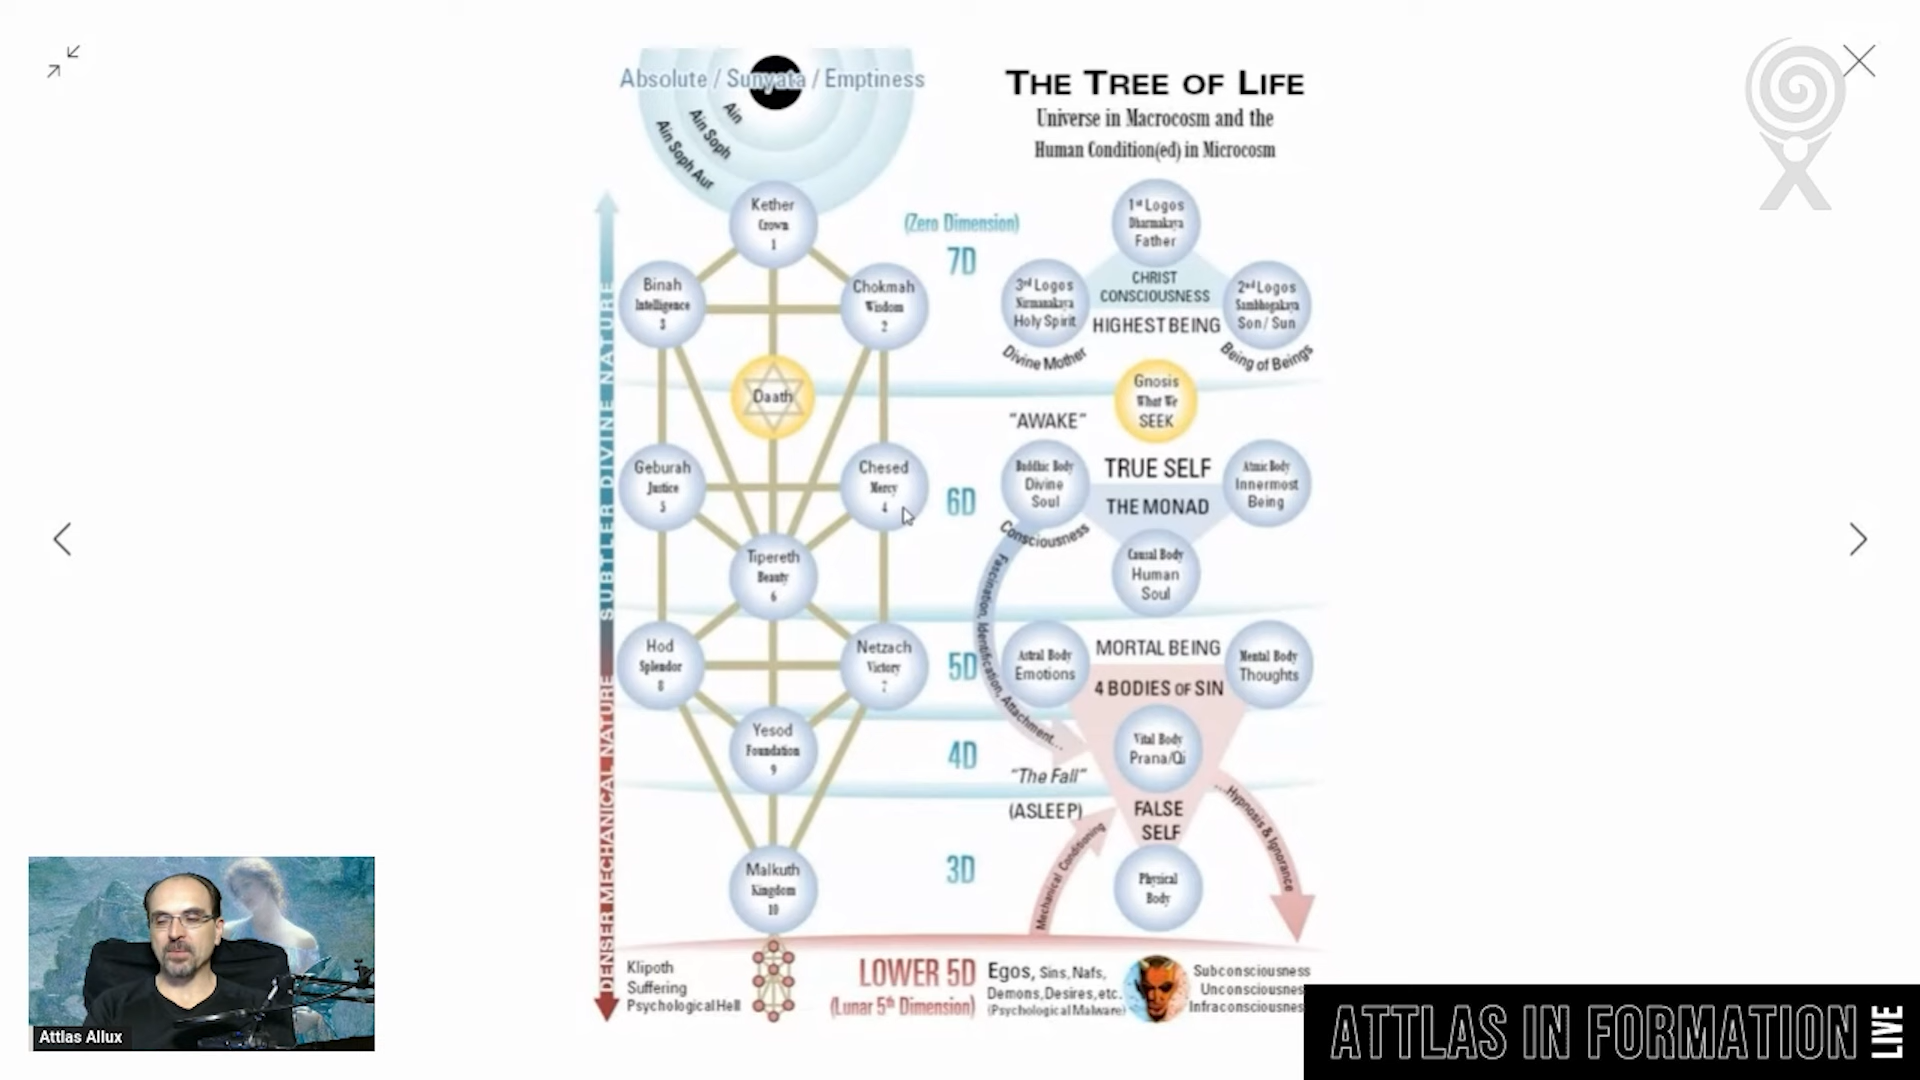 Absolute / Sunyata / Emptiness
Ain
Ain Soph
Ain Soph Aur
THE TREE OF LIFE
Universe in Macrocosm and the
Human Condition(ed) in Microcosm
SUBTLER DIVINE NATURE
DENSER MECHANICAL NATURE
Kether
Crown
1
Binah
Intelligence
3
Chokmah
Wisdom
2
Daath
Geburah
Justice
5
Chesed
Mercy
4
Tipereth
Beauty
6
Hod
Splendor
8
Netzach
Victory
7
Yesod
Foundation
9
Malkuth
Kingdom
10
(Zero Dimension)
7D
6D
5D
4D
3D
1st Logos
Dharmakaya
Father
3rd Logos
Nirmanakaya
Holy Spirit
Divine Mother
CHRIST
CONSCIOUSNESS
HIGHEST BEING
2nd Logos
Sambhogakaya
Son / Sun
Being of Beings
Gnosis
What We
SEEK
"AWAKE"
Buddhic Body
Divine
Soul
Consciousness
TRUE SELF
THE MONAD
Atmic Body
Innermost
Being
Causal Body
Human
Soul
Fascination, Identification, Attachment...
Astral Body
Emotions
MORTAL BEING
4 BODIES OF SIN
Mental Body
Thoughts
Vital Body
Prana/Qi
"The Fall"
(ASLEEP)
FALSE
SELF
Mechanical Conditioning
...Hypnosis & Ignorance
Physical
Body
Klipoth
Suffering
Psychological Hell
LOWER 5D
(Lunar 5th Dimension)
Egos, Sins, Nafs,
Demons, Desires, etc.
(Psychological Malware)
Subconsciousness
Unconsciousnes
Infraconsciousnes
Attlas Allux
ATTLAS IN FORMATION
LIVE